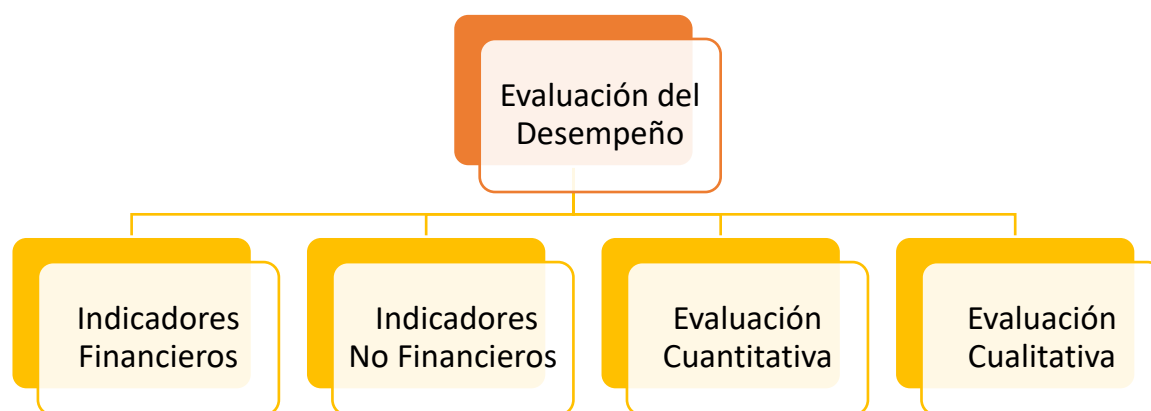 Evaluación del
Desempeño
Indicadores
Financieros
Indicadores
No Financieros
Evaluación
Cuantitativa
Evaluación
Cualitativa